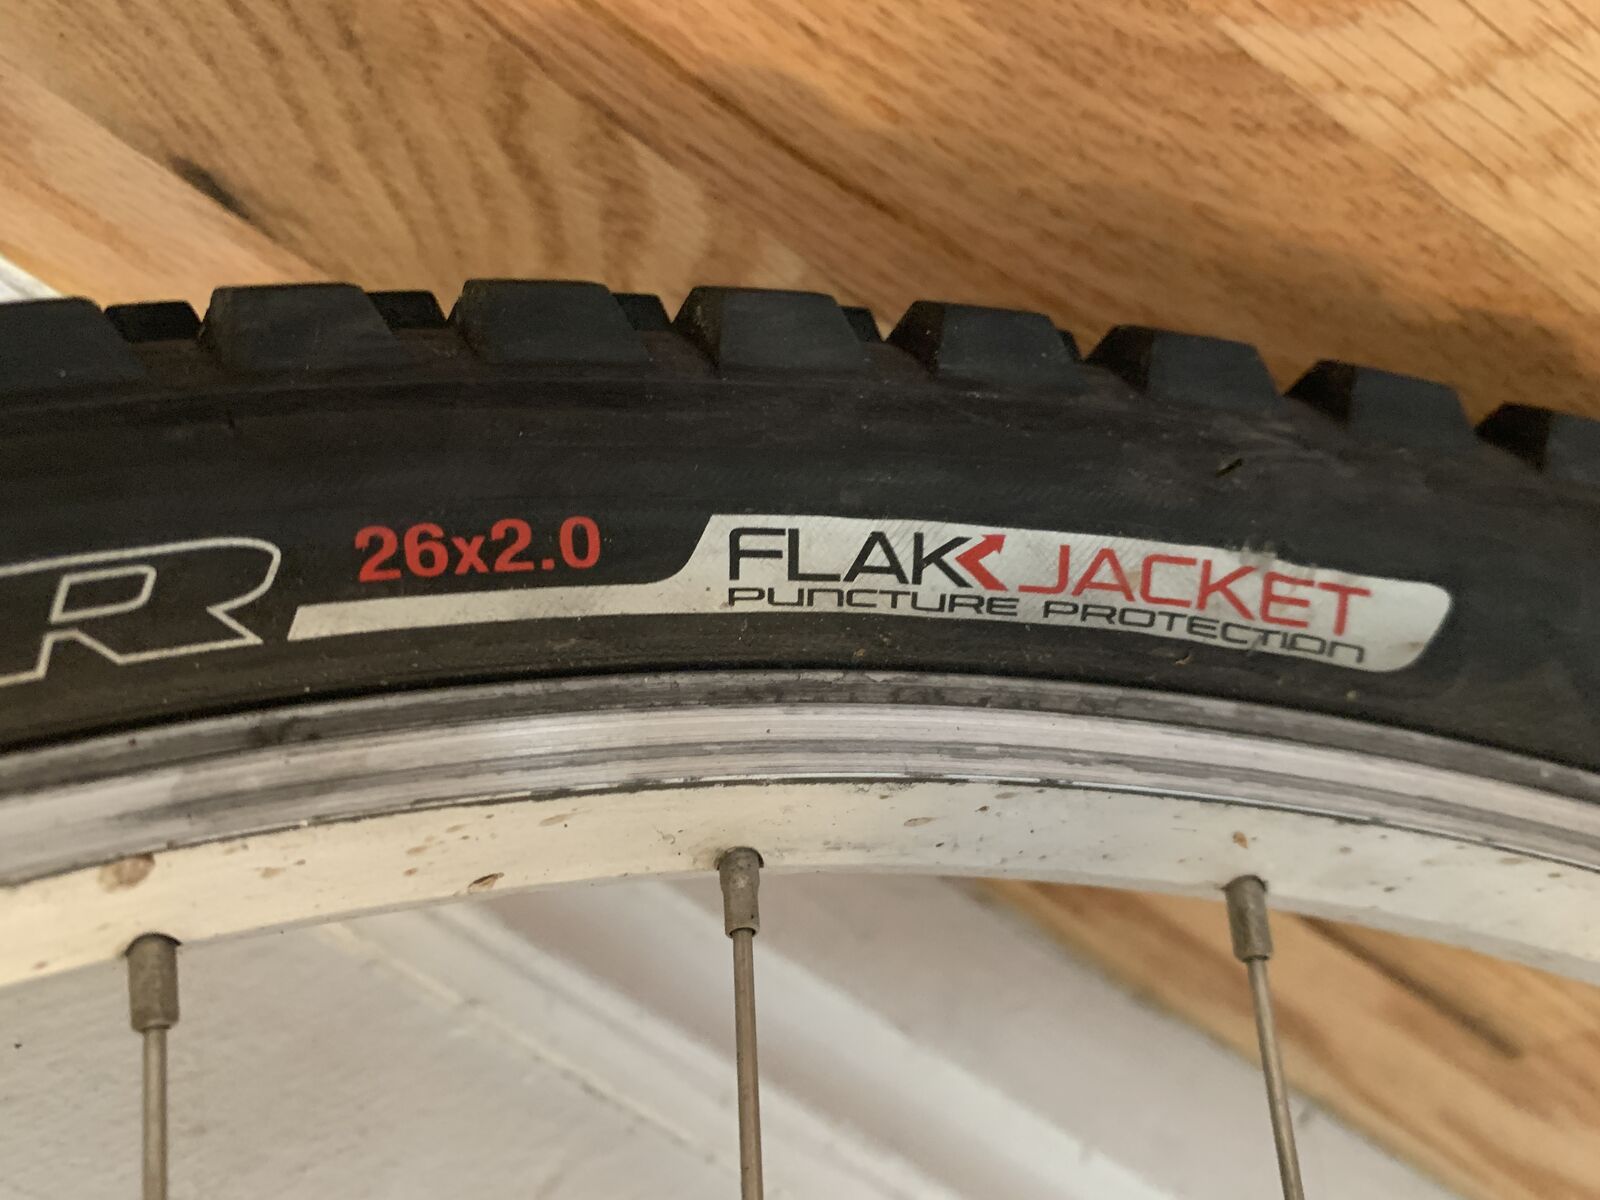 R 26x2.0 FLAK JACKET
PUNCTURE PROTECTION